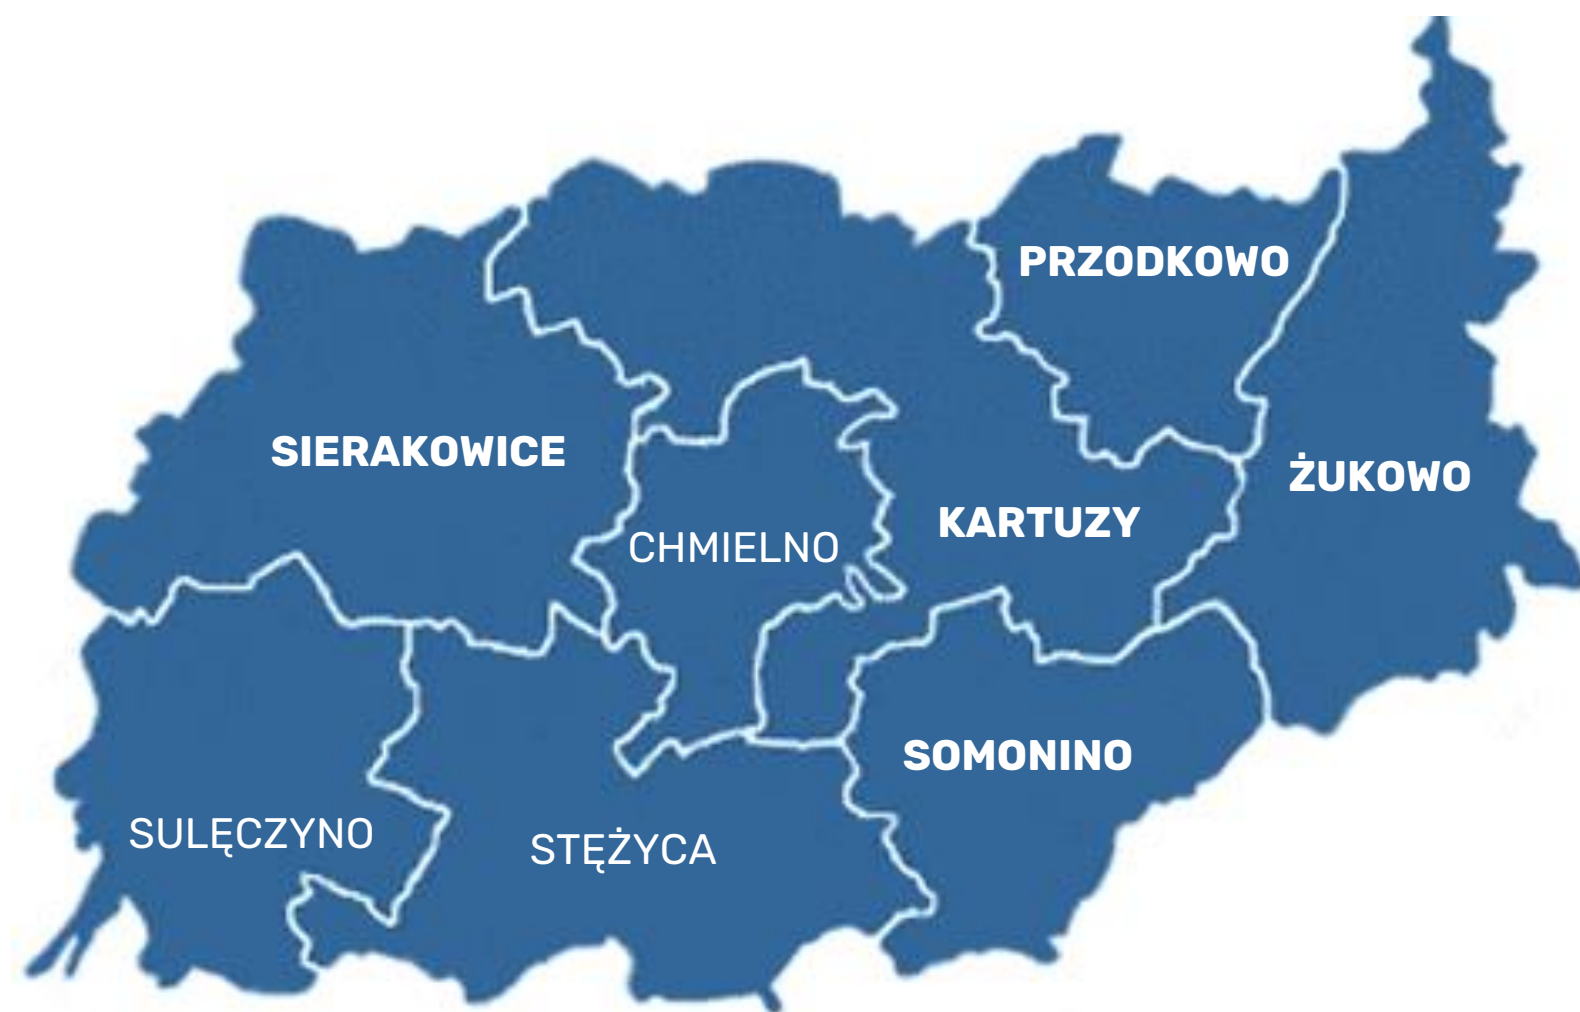 PRZODKOWO
SIERAKOWICE
ŻUKOWO
KARTUZY
CHMIELNO
SOMONINO
SULĘCZYNO
STĘŻYCA